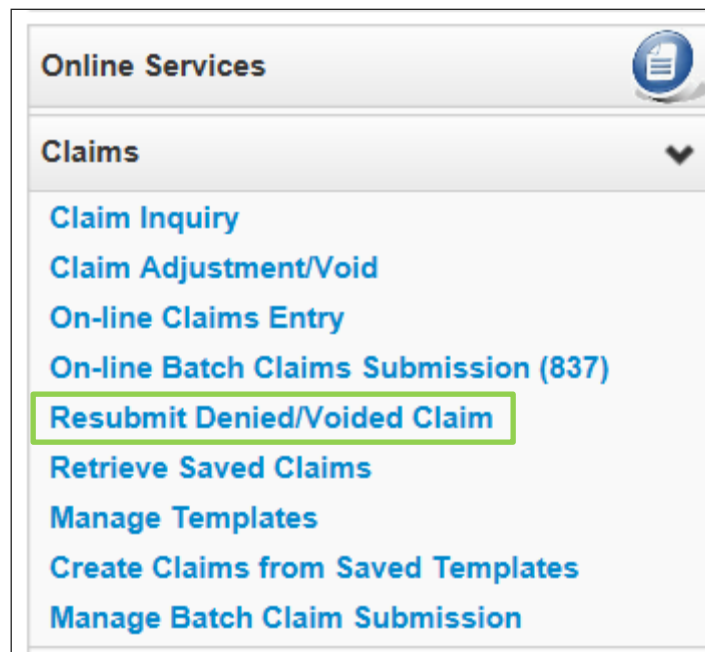 Online Services
Claims
Claim Inquiry
Claim Adjustment/Void
On-line Claims Entry
On-line Batch Claims Submission (837)
Resubmit Denied/Voided Claim
Retrieve Saved Claims
Manage Templates
Create Claims from Saved Templates
Manage Batch Claim Submission